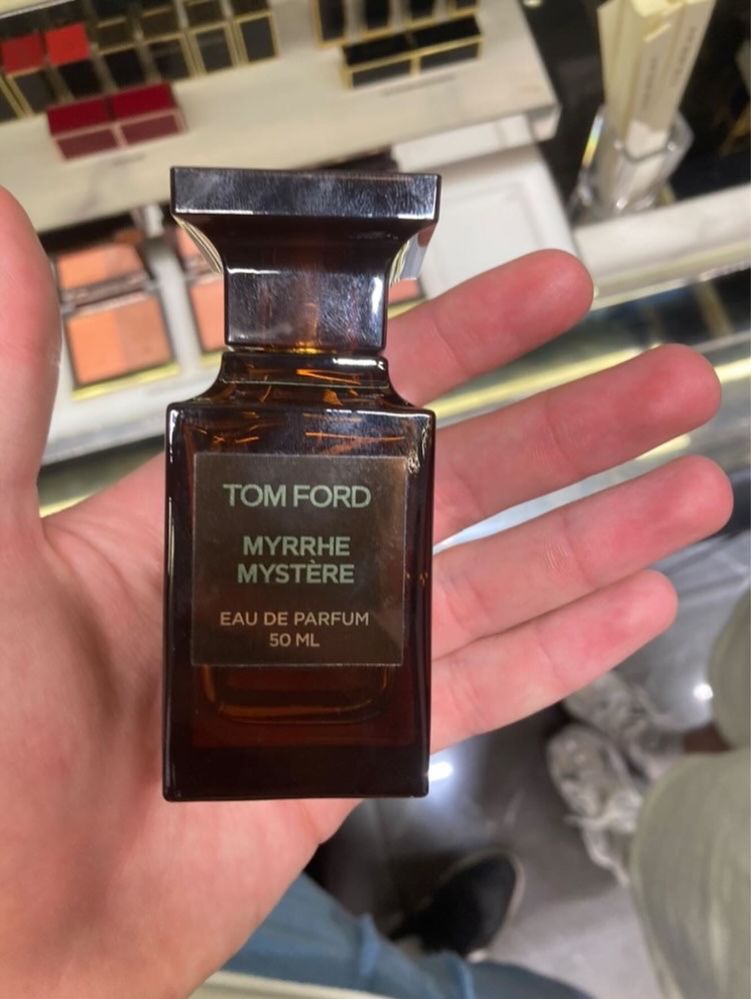 TOM FORD
MYRRHE
MYSTÈRE
EAU DE PARFUM
50 ML